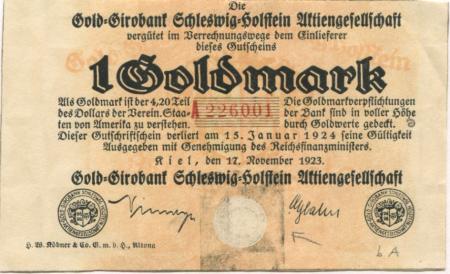 Die
Gold-Girobank Schleswig-Holstein Aktiengesellschaft
vergütet im Verrechnungswege dem Einlieferer
dieses Gutscheins
1 Goldmark
Als Goldmark ist der 4,20 Teil
des Dollars der Verein. Staa-
ten von Amerika zu verstehen.
A 226001
Die Goldmarkverpflichtungen
der Bank sind in voller Höhe
durch Goldwerte gedeckt.
Dieser Gutschriftschein verliert am 15. Januar 1924 seine Gültigkeit
Ausgegeben mit Genehmigung des Reichsfinanzministers.
Kiel, den 17. November 1923.
Gold-Girobank Schleswig-Holstein Aktiengesellschaft
H. W. Köbner & Co. G. m. b. H., Altona
b A